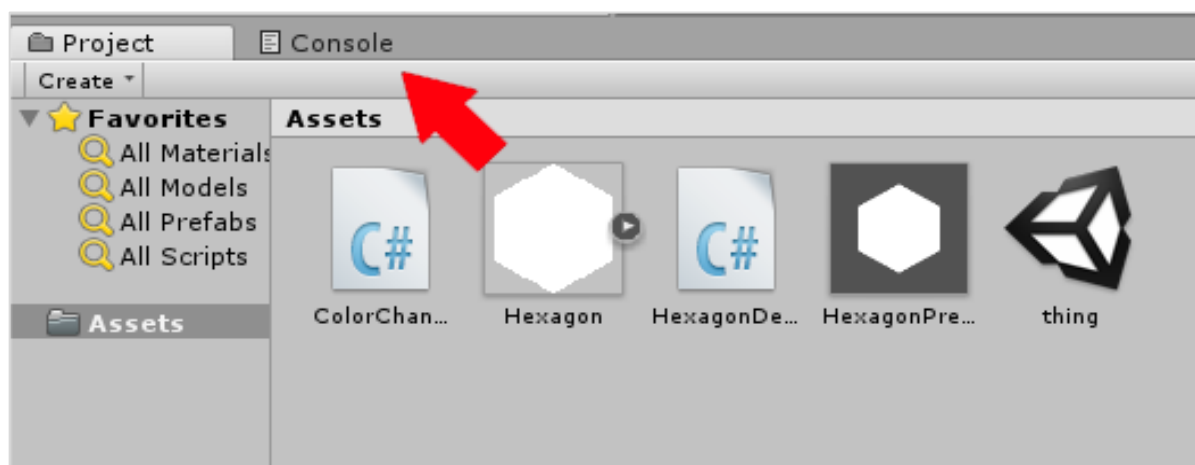 Project
Console
Create
Favorites
All Materials
All Models
All Prefabs
All Scripts
Assets
Assets
C#
C#
ColorChan...
Hexagon
HexagonDe...
HexagonPre...
thing